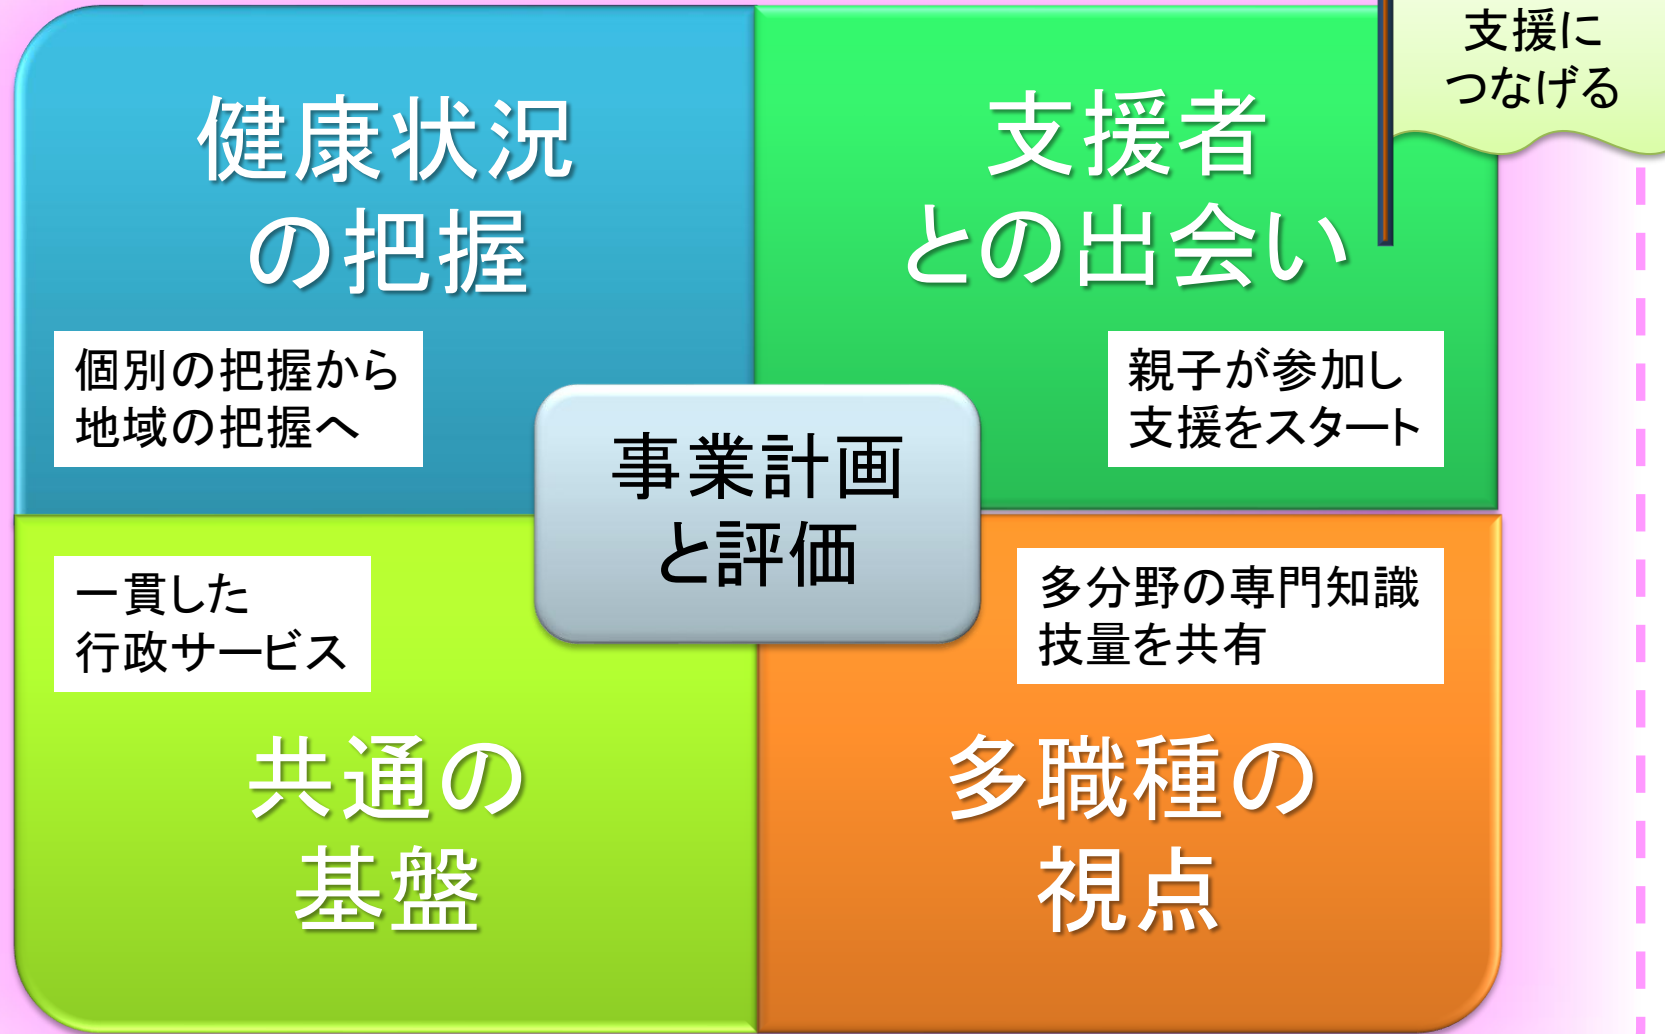 支援に
つなげる
健康状況
の把握
個別の把握から
地域の把握へ
支援者
との出会い
親子が参加し
支援をスタート
事業計画
と評価
一貫した
行政サービス
共通の
基盤
多分野の専門知識
技量を共有
多職種の
視点